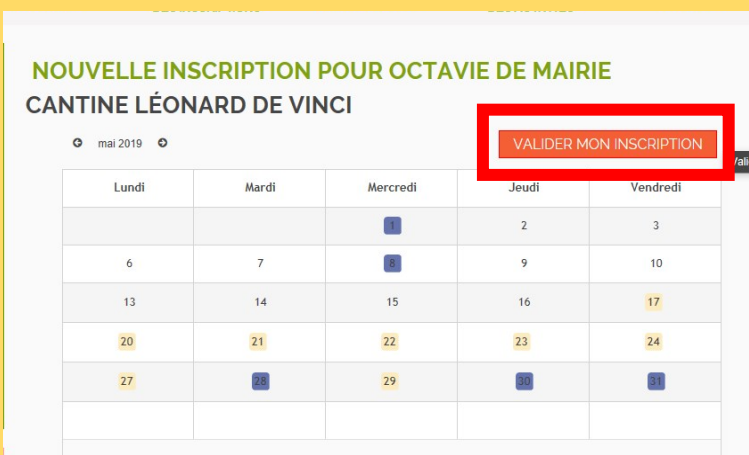 NOUVELLE INSCRIPTION POUR OCTAVIE DE MAIRIE
CANTINE LÉONARD DE VINCI
mai 2019
VALIDER MON INSCRIPTION
Lundi Mardi Mercredi Jeudi Vendredi
1 2 3
6 7 8 9 10
13 14 15 16 17
20 21 22 23 24
27 28 29 30 31